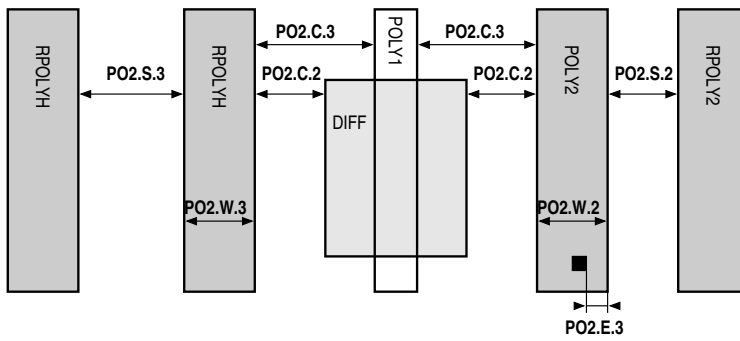 RPOLYH
RPOLYH
POLY1
POLY2
RPOLY2
PO2.C.3
PO2.C.3
PO2.S.3
PO2.C.2
PO2.C.2
PO2.S.2
DIFF
PO2.W.3
PO2.W.2
PO2.E.3